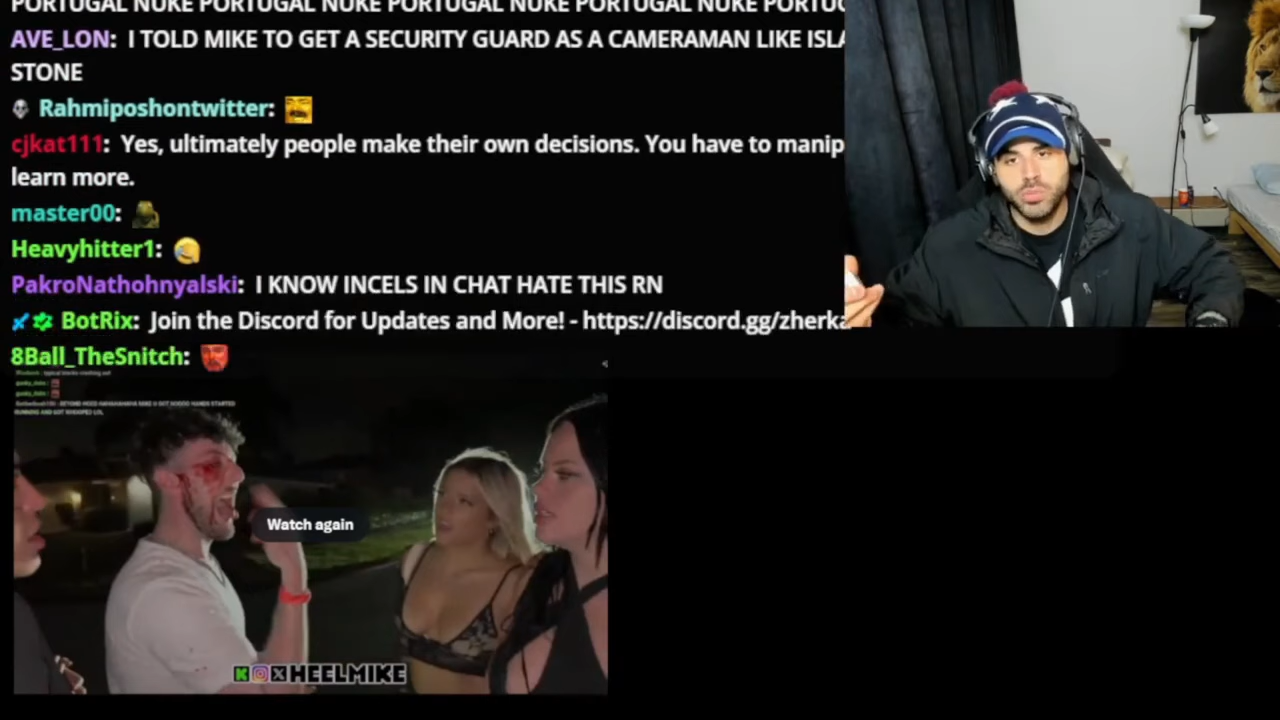 PORTUGAL NUKE PORTUGAL NUKE PORTUGAL NUKE PORTUGAL NUKE PORTUG
AVE_LON: I TOLD MIKE TO GET A SECURITY GUARD AS A CAMERAMAN LIKE ISLA
STONE
Rahmiposhontwitter:
cjkat111: Yes, ultimately people make their own decisions. You have to manip
learn more.
master00:
Heavyhitter1:
PakroNathohnyalski: I KNOW INCELS IN CHAT HATE THIS RN
BotRix: Join the Discord for Updates and More! - https://discord.gg/zherka
8Ball_TheSnitch:
Watch again
K X HEELMIKE